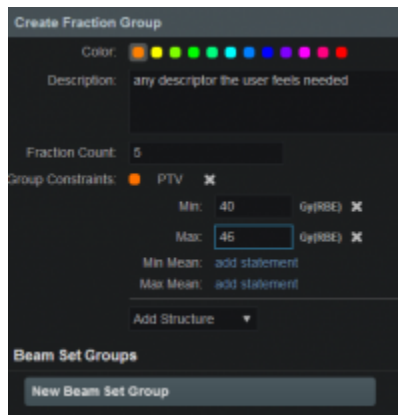 Create Fraction Group
Color:
Description: any descriptor the user feels needed
Fraction Count: 5
Group Constraints: PTV
Min: 40 Gy(RBE)
Max: 46 Gy(RBE)
Min Mean: add statement
Max Mean: add statement
Add Structure
Beam Set Groups
New Beam Set Group